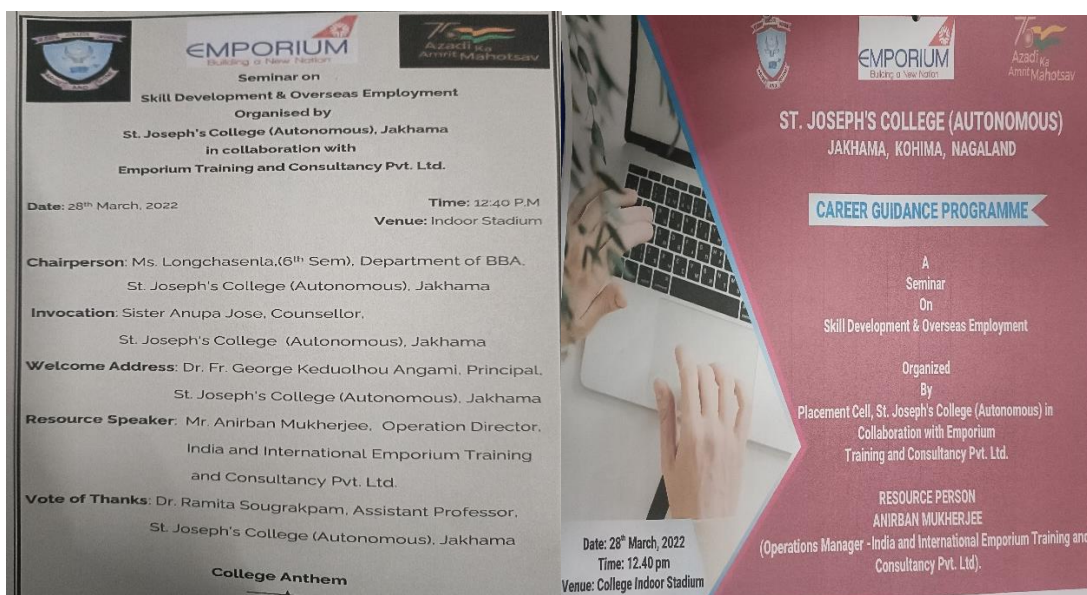 EMPORIUM
Building a New Nation
75
Azadi Ka
Amrit Mahotsav
Seminar on
Skill Development & Overseas Employment
Organised by
St. Joseph's College (Autonomous), Jakhama
in collaboration with
Emporium Training and Consultancy Pvt. Ltd.
Date: 28th March, 2022
Time: 12:40 P.M
Venue: Indoor Stadium
Chairperson: Ms. Longchasenla,(6th Sem), Department of BBA,
St. Joseph's College (Autonomous), Jakhama
Invocation: Sister Anupa Jose, Counsellor,
St. Joseph's College (Autonomous), Jakhama
Welcome Address: Dr. Fr. George Keduolhou Angami, Principal,
St. Joseph's College (Autonomous), Jakhama
Resource Speaker: Mr. Anirban Mukherjee, Operation Director,
India and International Emporium Training
and Consultancy Pvt. Ltd.
Vote of Thanks: Dr. Ramita Sougrakpam, Assistant Professor,
St. Joseph's College (Autonomous), Jakhama
College Anthem
EMPORIUM
Building a New Nation
75
Azadi Ka
Amrit Mahotsav
ST. JOSEPH'S COLLEGE (AUTONOMOUS)
JAKHAMA, KOHIMA, NAGALAND
CAREER GUIDANCE PROGRAMME
A
Seminar
On
Skill Development & Overseas Employment
Organized
By
Placement Cell, St. Joseph's College (Autonomous) in
Collaboration with Emporium
Training and Consultancy Pvt. Ltd.
RESOURCE PERSON
ANIRBAN MUKHERJEE
(Operations Manager -India and International Emporium Training and
Consultancy Pvt. Ltd).
Date: 28th March, 2022
Time: 12.40 pm
Venue: College Indoor Stadium